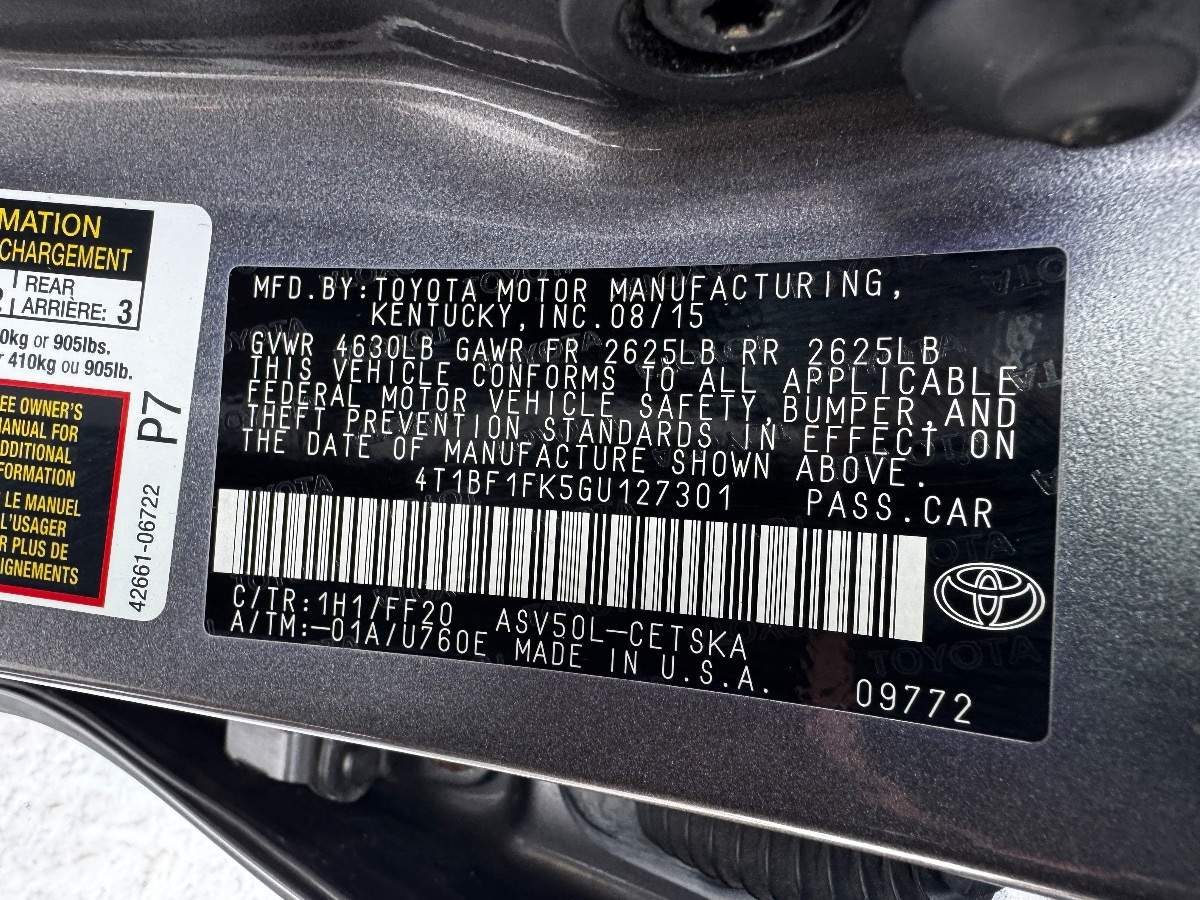 MATION
CHARGEMENT
REAR
ARRIÈRE: 3
0kg or 905lbs.
410kg ou 905lb.
EE OWNER'S
ANUAL FOR
DDITIONAL
FORMATION
LE MANUEL
L'USAGER
R PLUS DE
IGNEMENTS
P7
42661-06722
MFD.BY:TOYOTA MOTOR MANUFACTURING,
KENTUCKY,INC.08/15
GVWR 4630LB GAWR FR 2625LB RR 2625LB
THIS VEHICLE CONFORMS TO ALL APPLICABLE
FEDERAL MOTOR VEHICLE SAFETY,BUMPER,AND
THEFT PREVENTION STANDARDS IN EFFECT ON
THE DATE OF MANUFACTURE SHOWN ABOVE.
4T1BF1FK5GU127301 PASS.CAR
C/TR:1H1/FF20 ASV50L-CETSKA
A/TM:-01A/U760E MADE IN U.S.A.
09772